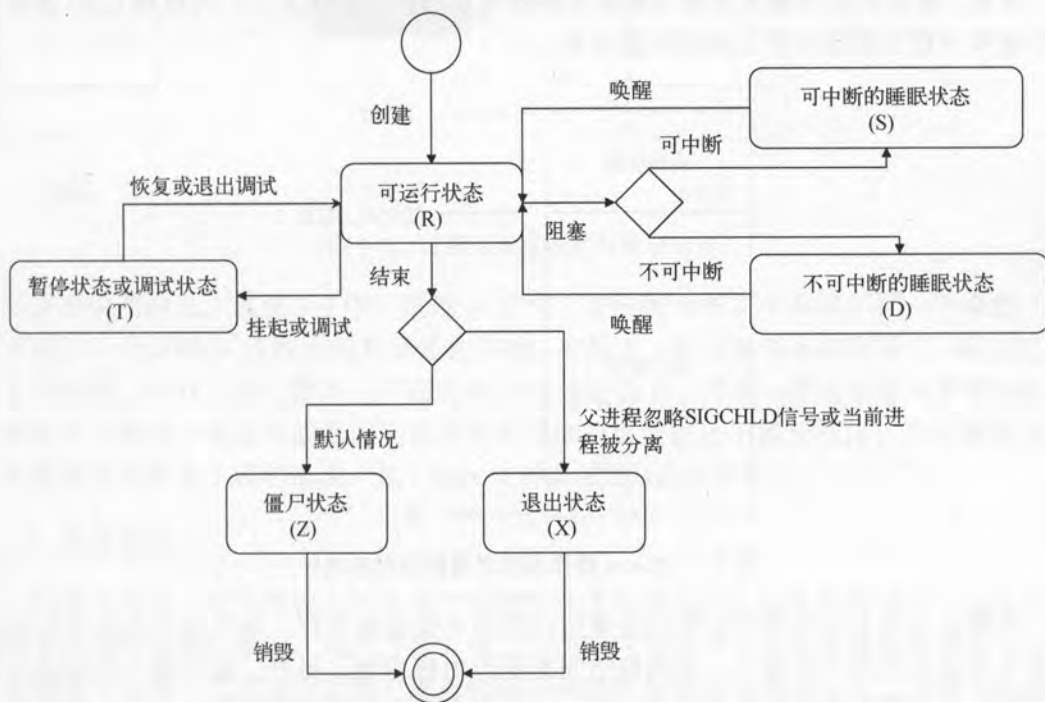 创建
唤醒
可中断的睡眠状态
(S)
可中断
恢复或退出调试
可运行状态
(R)
阻塞
结束
不可中断
暂停状态或调试状态
(T)
不可中断的睡眠状态
(D)
挂起或调试
唤醒
父进程忽略SIGCHLD信号或当前进
程被分离
默认情况
僵尸状态
(Z)
退出状态
(X)
销毁
销毁